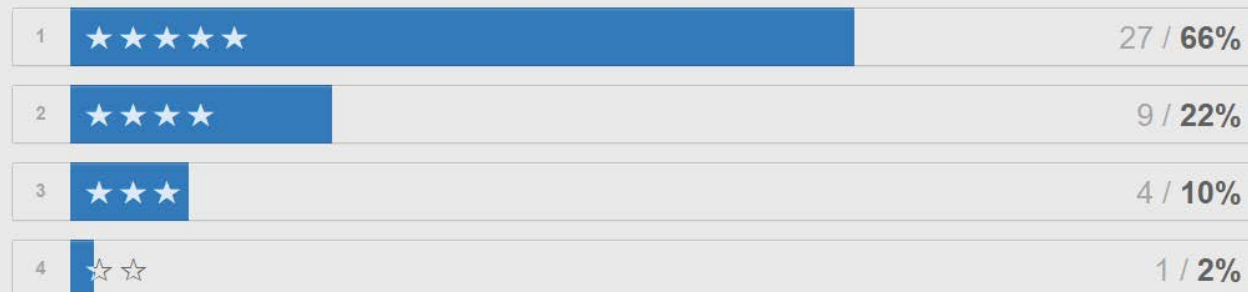 1 ★★★★★ 27 / 66%
2 ★★★★ 9 / 22%
3 ★★★ 4 / 10%
4 ☆☆ 1 / 2%